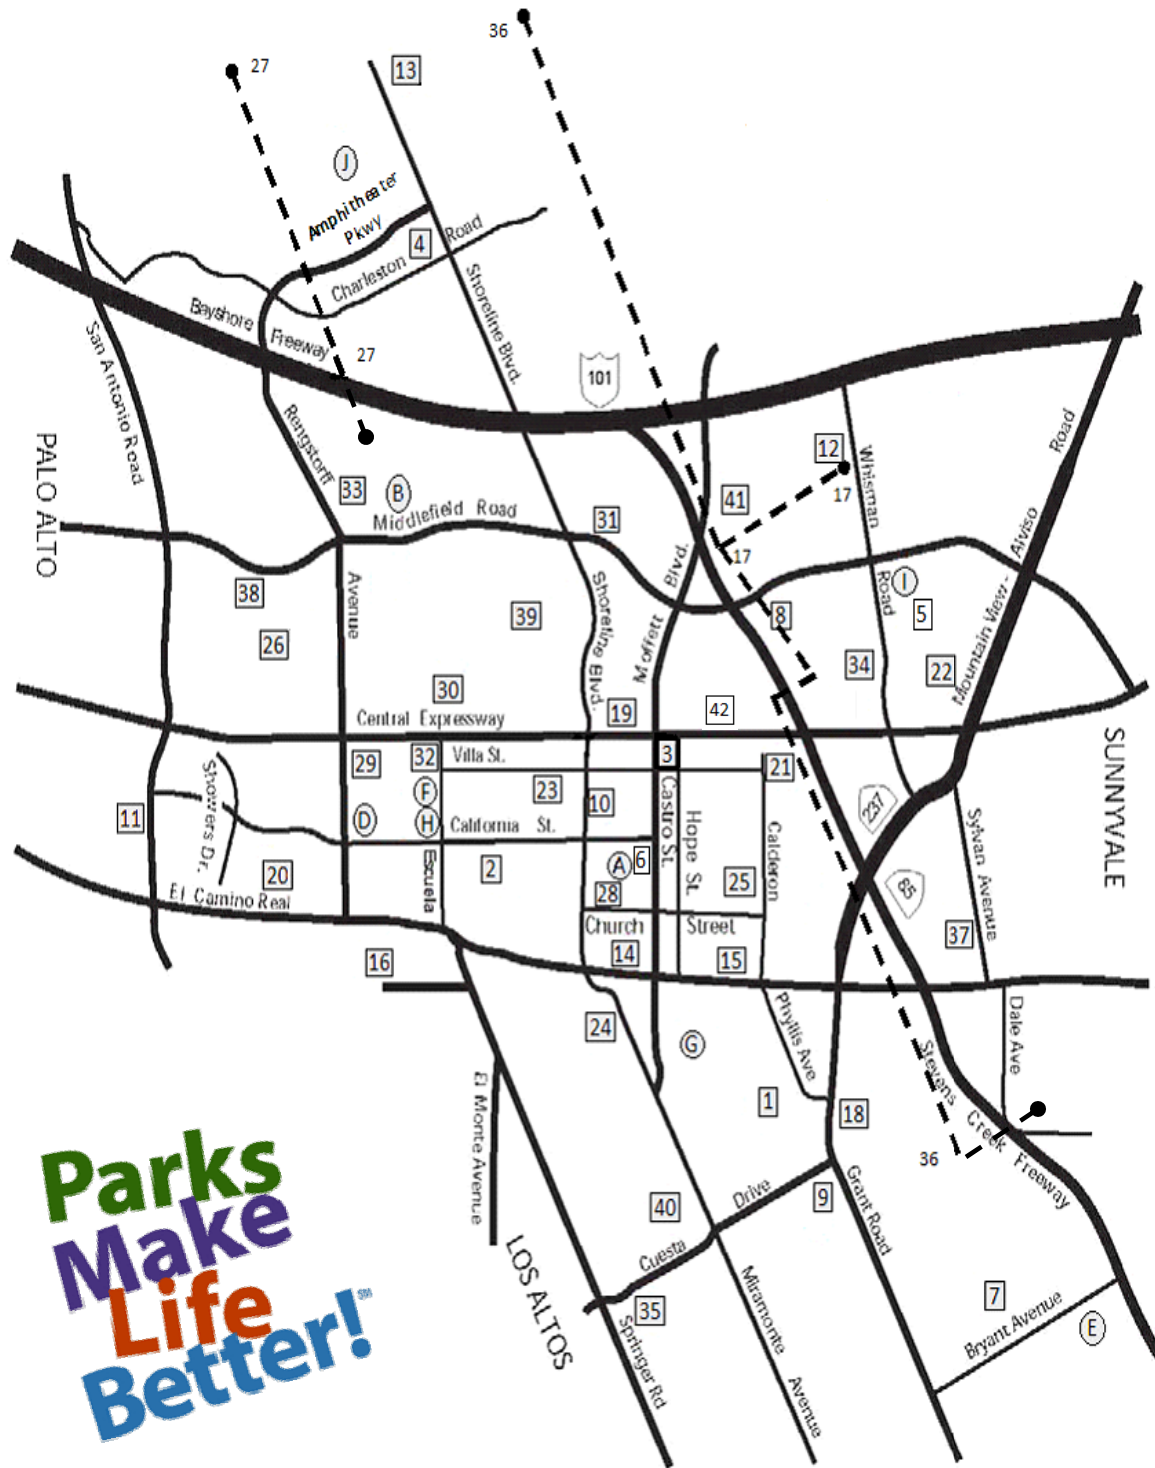 36
27
13
J
Amphitheater
Pkwy
4
Road
Charleston
Shoreline Blvd.
Bayshore
Freeway
27
101
San Antonio Road
Rengstorff
PALO ALTO
33
B
Middlefield Road
31
41
12
17
Whisman
Road
17
Road
Mountain View - Alviso
38
Avenue
26
39
Shoreline Blvd.
Moffett
Blvd.
8
I
5
34
22
30
Central Expressway
19
42
29
32
Villa St.
3
21
SUNNYVALE
Showers Dr.
F
23
10
Castro St.
Hope St.
Calderon
237
Sylvan Avenue
11
D
H
California St.
20
Escuela
2
A
6
28
25
85
El Camino Real
Church
Street
37
16
14
15
24
G
Phyllis Ave
Stevens
Creek
Freeway
Dale Ave
El Monte Avenue
1
18
36
Parks
Make
Life
Better!
SM
40
Drive
Cuesta
9
Grant Road
LOS ALTOS
35
Springer Rd
Miramonte
Avenue
7
Bryant Avenue
E